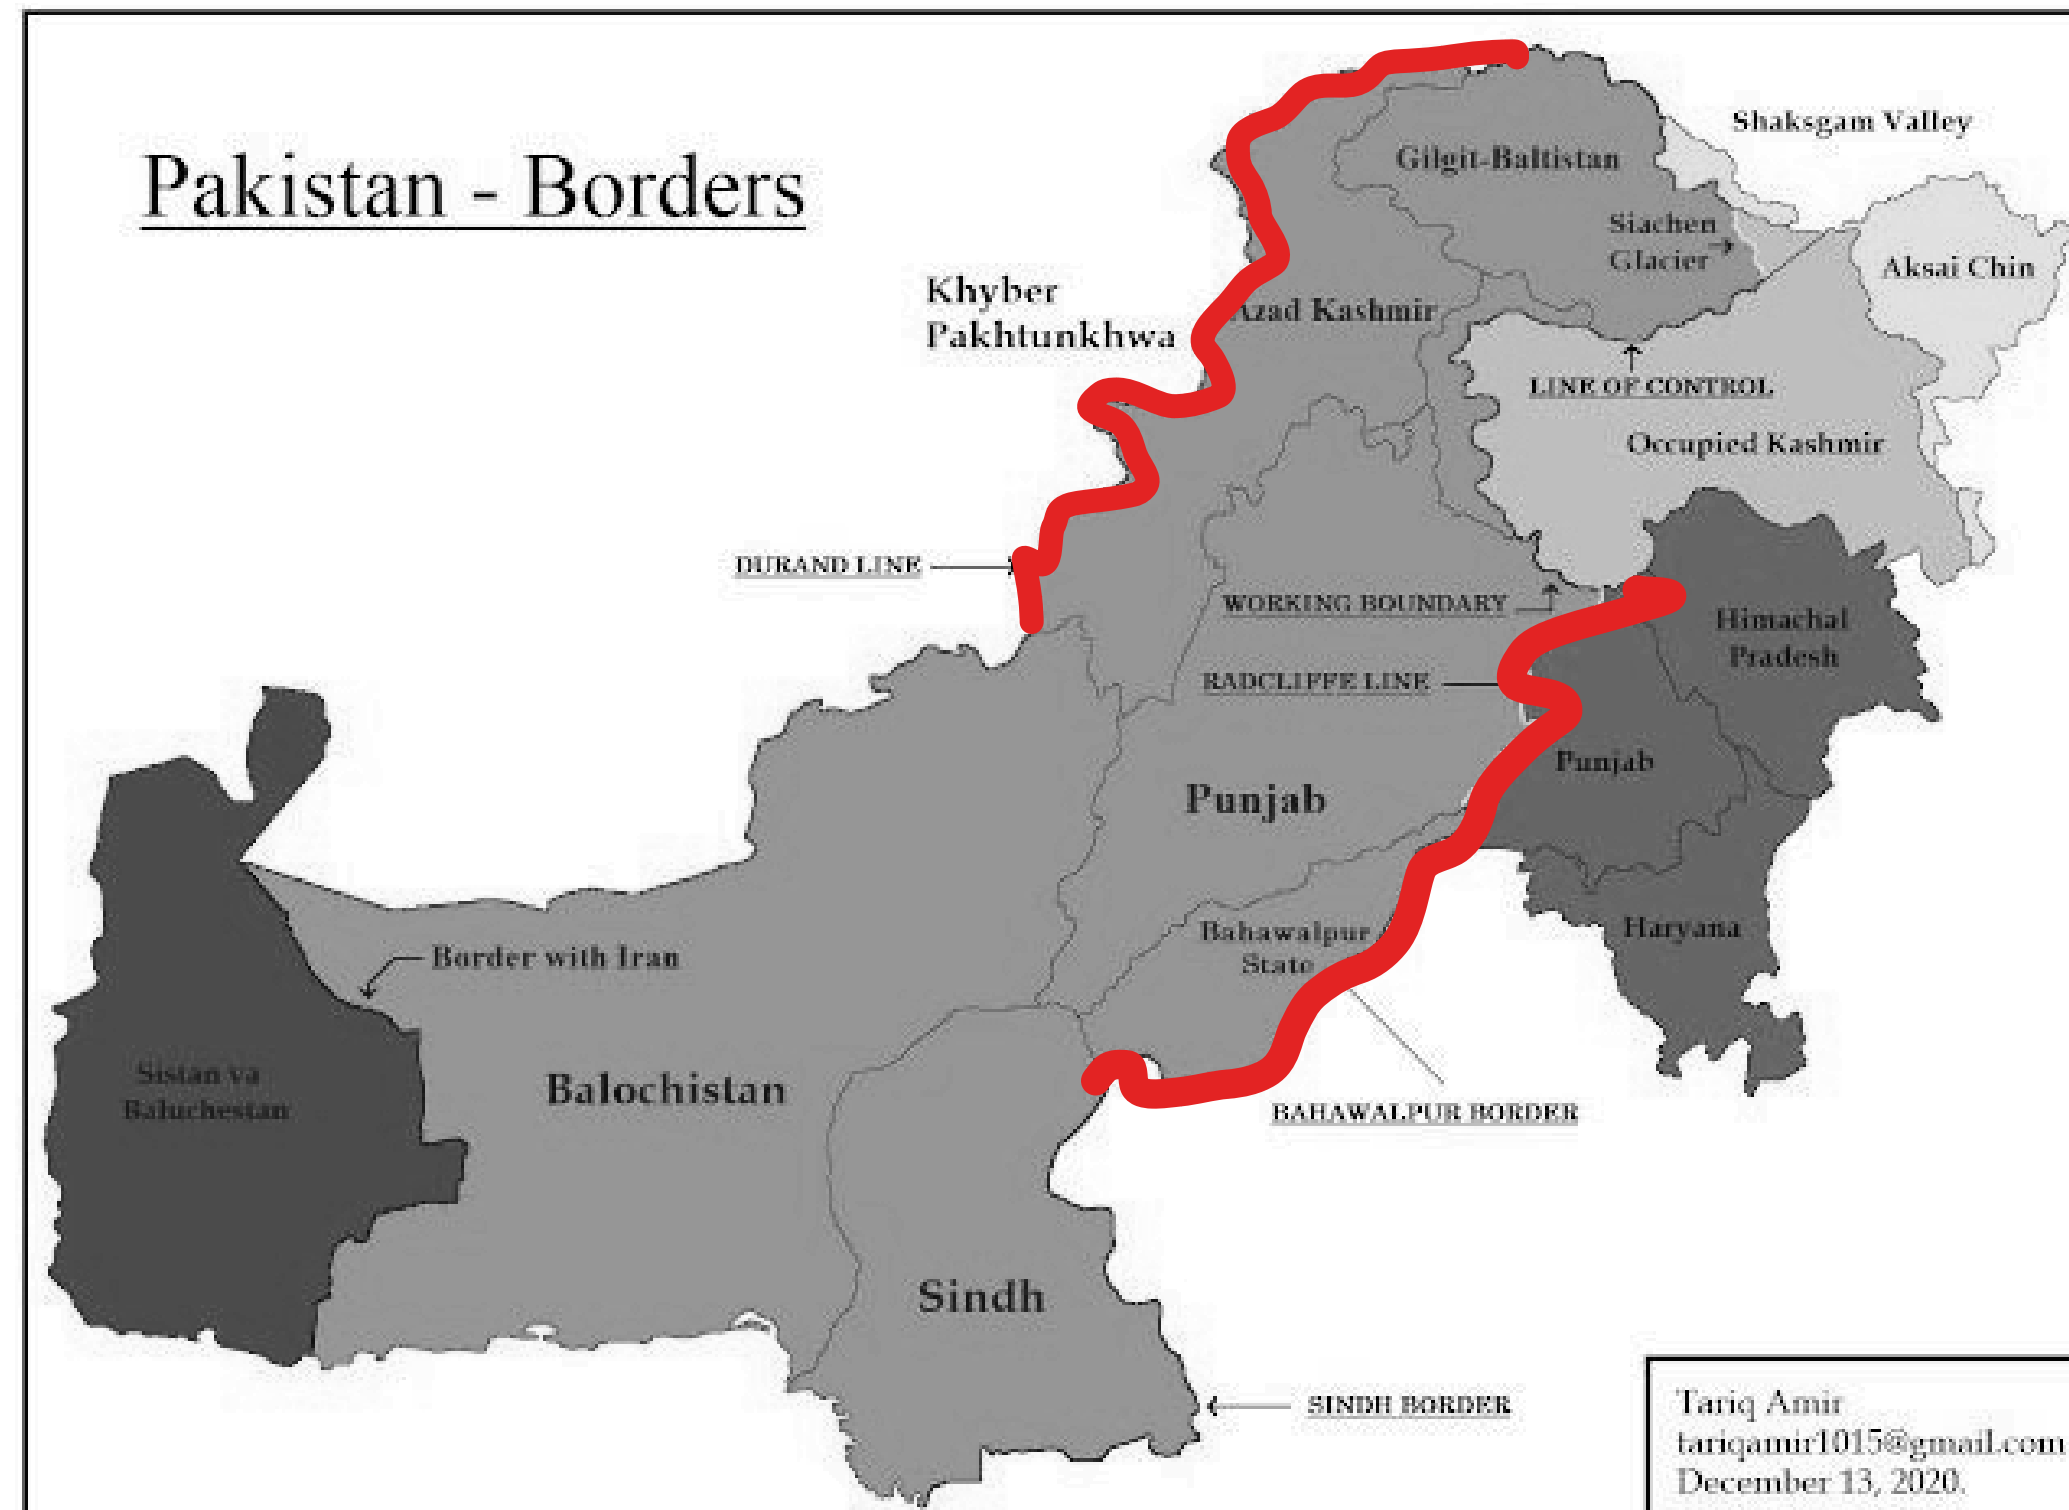 Pakistan - Borders
Shaksgam Valley
Gilgit-Baltistan
Siachen
Glacier
Aksai Chin
Khyber
Pakhtunkhwa
Azad Kashmir
LINE OF CONTROL
Occupied Kashmir
DURAND LINE
WORKING BOUNDARY
Himachal
Pradesh
RADCLIFFE LINE
Punjab
Punjab
Bahawalpur
State
Haryana
Border with Iran
Sistan va
Baluchestan
Balochistan
BAHAWALPUR BORDER
Sindh
SINDH BORDER
Tariq Amir
tariqamir1015@gmail.com
December 13, 2020.